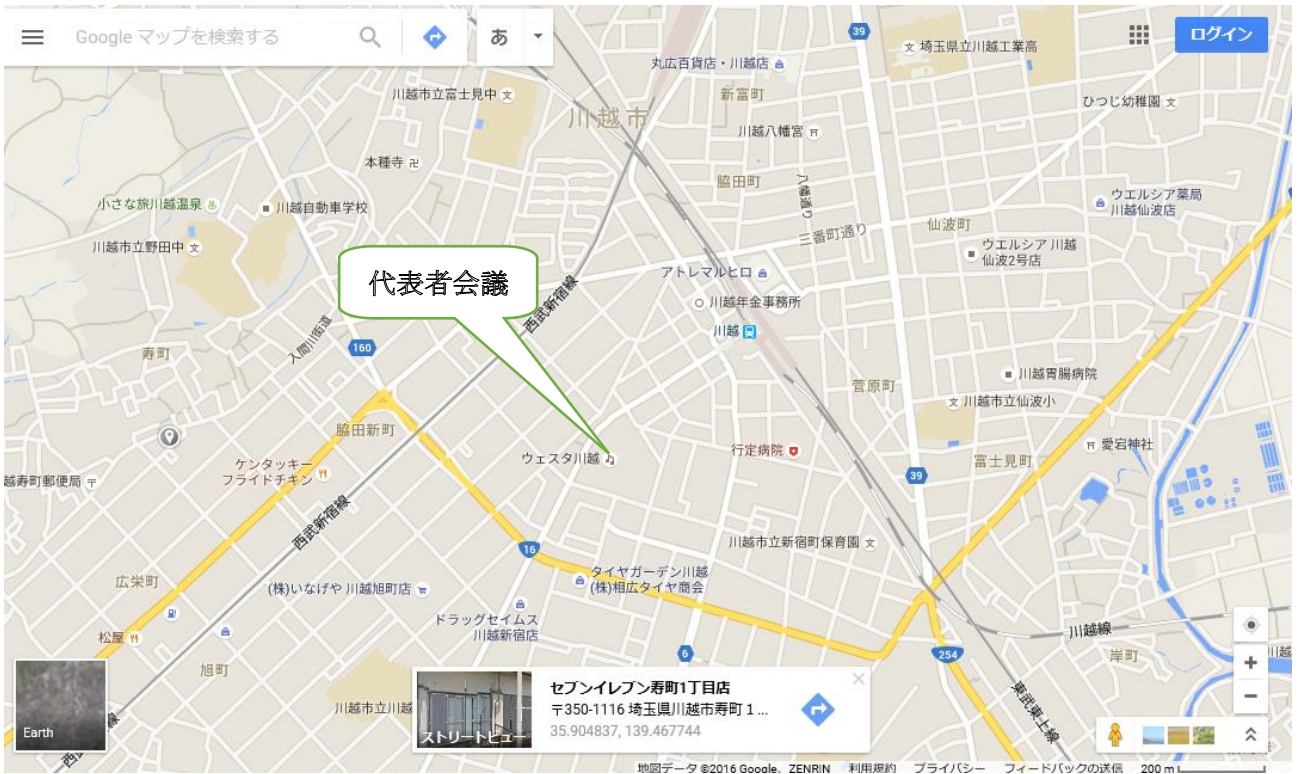 Google マップを検索する
あ
ログイン
39
文 埼玉県立川越工業高
丸広百貨店・川越店
川越市立富士見中 文
新富町
ひつじ幼稚園 文
川越市
川越八幡宮
本種寺 卍
脇田町
八幡通り
ウエルシア薬局
川越仙波店
小さな旅川越温泉
川越自動車学校
仙波町
三番町通り
川越市立野田中 文
ウエルシア川越
仙波2号店
代表者会議
アトレマルヒロ
西武新宿線
川越年金事務所
入間川街道
川越
160
寿町
川越胃腸病院
菅原町
文 川越市立仙波小
脇田新町
愛宕神社
行定病院
ウェスタ川越
富士見町
ケンタッキー
フライドチキン
39
越寿町郵便局 〒
西武新宿線
川越市立新宿町保育園 文
16
タイヤガーデン川越
(株)相広タイヤ商会
広栄町
(株)いなげや 川越旭町店
ドラッグセイムス
川越新宿店
松屋
川越線
6
254
岸町
川越
旭町
東武東上線
セブンイレブン寿町1丁目店
〒350-1116 埼玉県川越市寿町 1 ...
35.904837, 139.467744
ストリートビュー
川越市立川越
Earth
地図データ ©2016 Google、ZENRIN
利用規約
プライバシー
フィードバックの送信
200 m